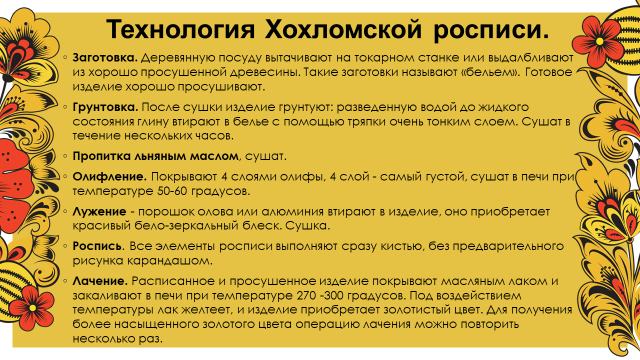 Технология Хохломской росписи.
◦ Заготовка. Деревянную посуду вытачивают на токарном станке или выдалбливают
из хорошо просушенной древесины. Такие заготовки называют «бельем». Готовое
изделие хорошо просушивают.
◦ Грунтовка. После сушки изделие грунтуют: разведенную водой до жидкого
состояния глину втирают в белье с помощью тряпки очень тонким слоем. Сушат в
течение нескольких часов.
◦ Пропитка льняным маслом, сушат.
◦ Олифление. Покрывают 4 слоями олифы, 4 слой - самый густой, сушат в печи при
температуре 50-60 градусов.
◦ Лужение - порошок олова или алюминия втирают в изделие, оно приобретает
красивый бело-зеркальный блеск. Сушка.
◦ Роспись. Все элементы росписи выполняют сразу кистью, без предварительного
рисунка карандашом.
◦ Лачение. Расписанное и просушенное изделие покрывают масляным лаком и
закаливают в печи при температуре 270 -300 градусов. Под воздействием
температуры лак желтеет, и изделие приобретает золотистый цвет. Для получения
более насыщенного золотого цвета операцию лачения можно повторить
несколько раз.